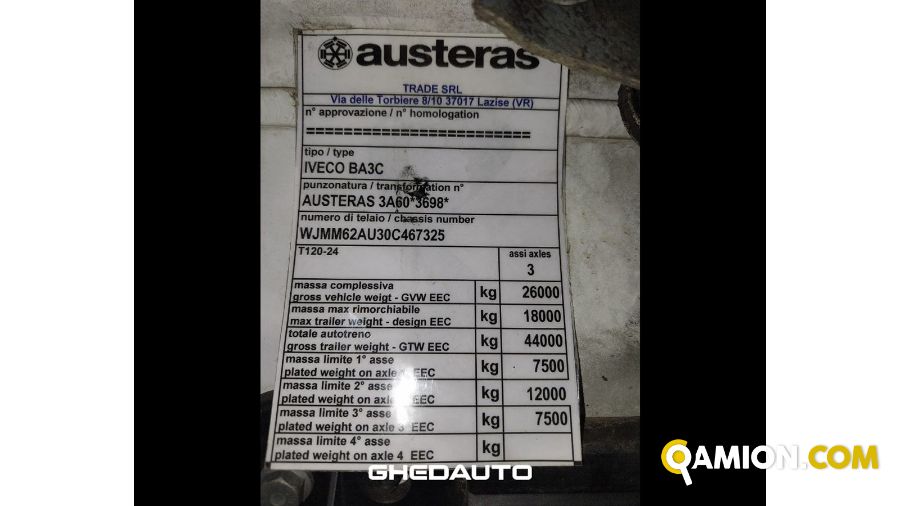 austeras
TRADE SRL
Via delle Torbiere 8/10 37017 Lazise (VR)
n° approvazione / n° homologation
========================
tipo / type
IVECO BA3C
punzonatura / transformation n°
AUSTERAS 3A60*3698*
numero di telaio / chassis number
WJMM62AU30C467325
T120-24
assi axles
3
massa complessiva
gross vehicle weigt - GVW EEC kg 26000
massa max rimorchiabile
max trailer weight - design EEC kg 18000
totale autotreno
gross trailer weight - GTW EEC kg 44000
massa limite 1° asse
plated weight on axle EEC kg 7500
massa limite 2° asse
plated weight on axle EEC kg 12000
massa limite 3° asse
plated weight on axle 3 EEC kg 7500
massa limite 4° asse
plated weight on axle 4 EEC kg
GHEDAUTO
QAMION.COM